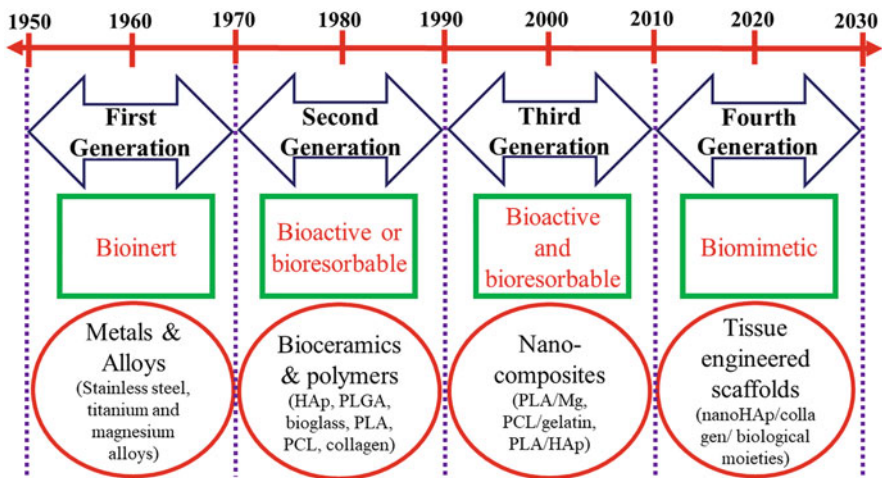 1950 1960 1970 1980 1990 2000 2010 2020 2030
First
Generation
Second
Generation
Third
Generation
Fourth
Generation
Bioinert
Bioactive or
bioresorbable
Bioactive
and
bioresorbable
Biomimetic
Metals &
Alloys
(Stainless steel,
titanium and
magnesium
alloys)
Bioceramics
& polymers
(HAp, PLGA,
bioglass, PLA,
PCL, collagen)
Nano-
composites
(PLA/Mg,
PCL/gelatin,
PLA/HAp)
Tissue
engineered
scaffolds
(nanoHAp/colla
gen/ biological
moieties)